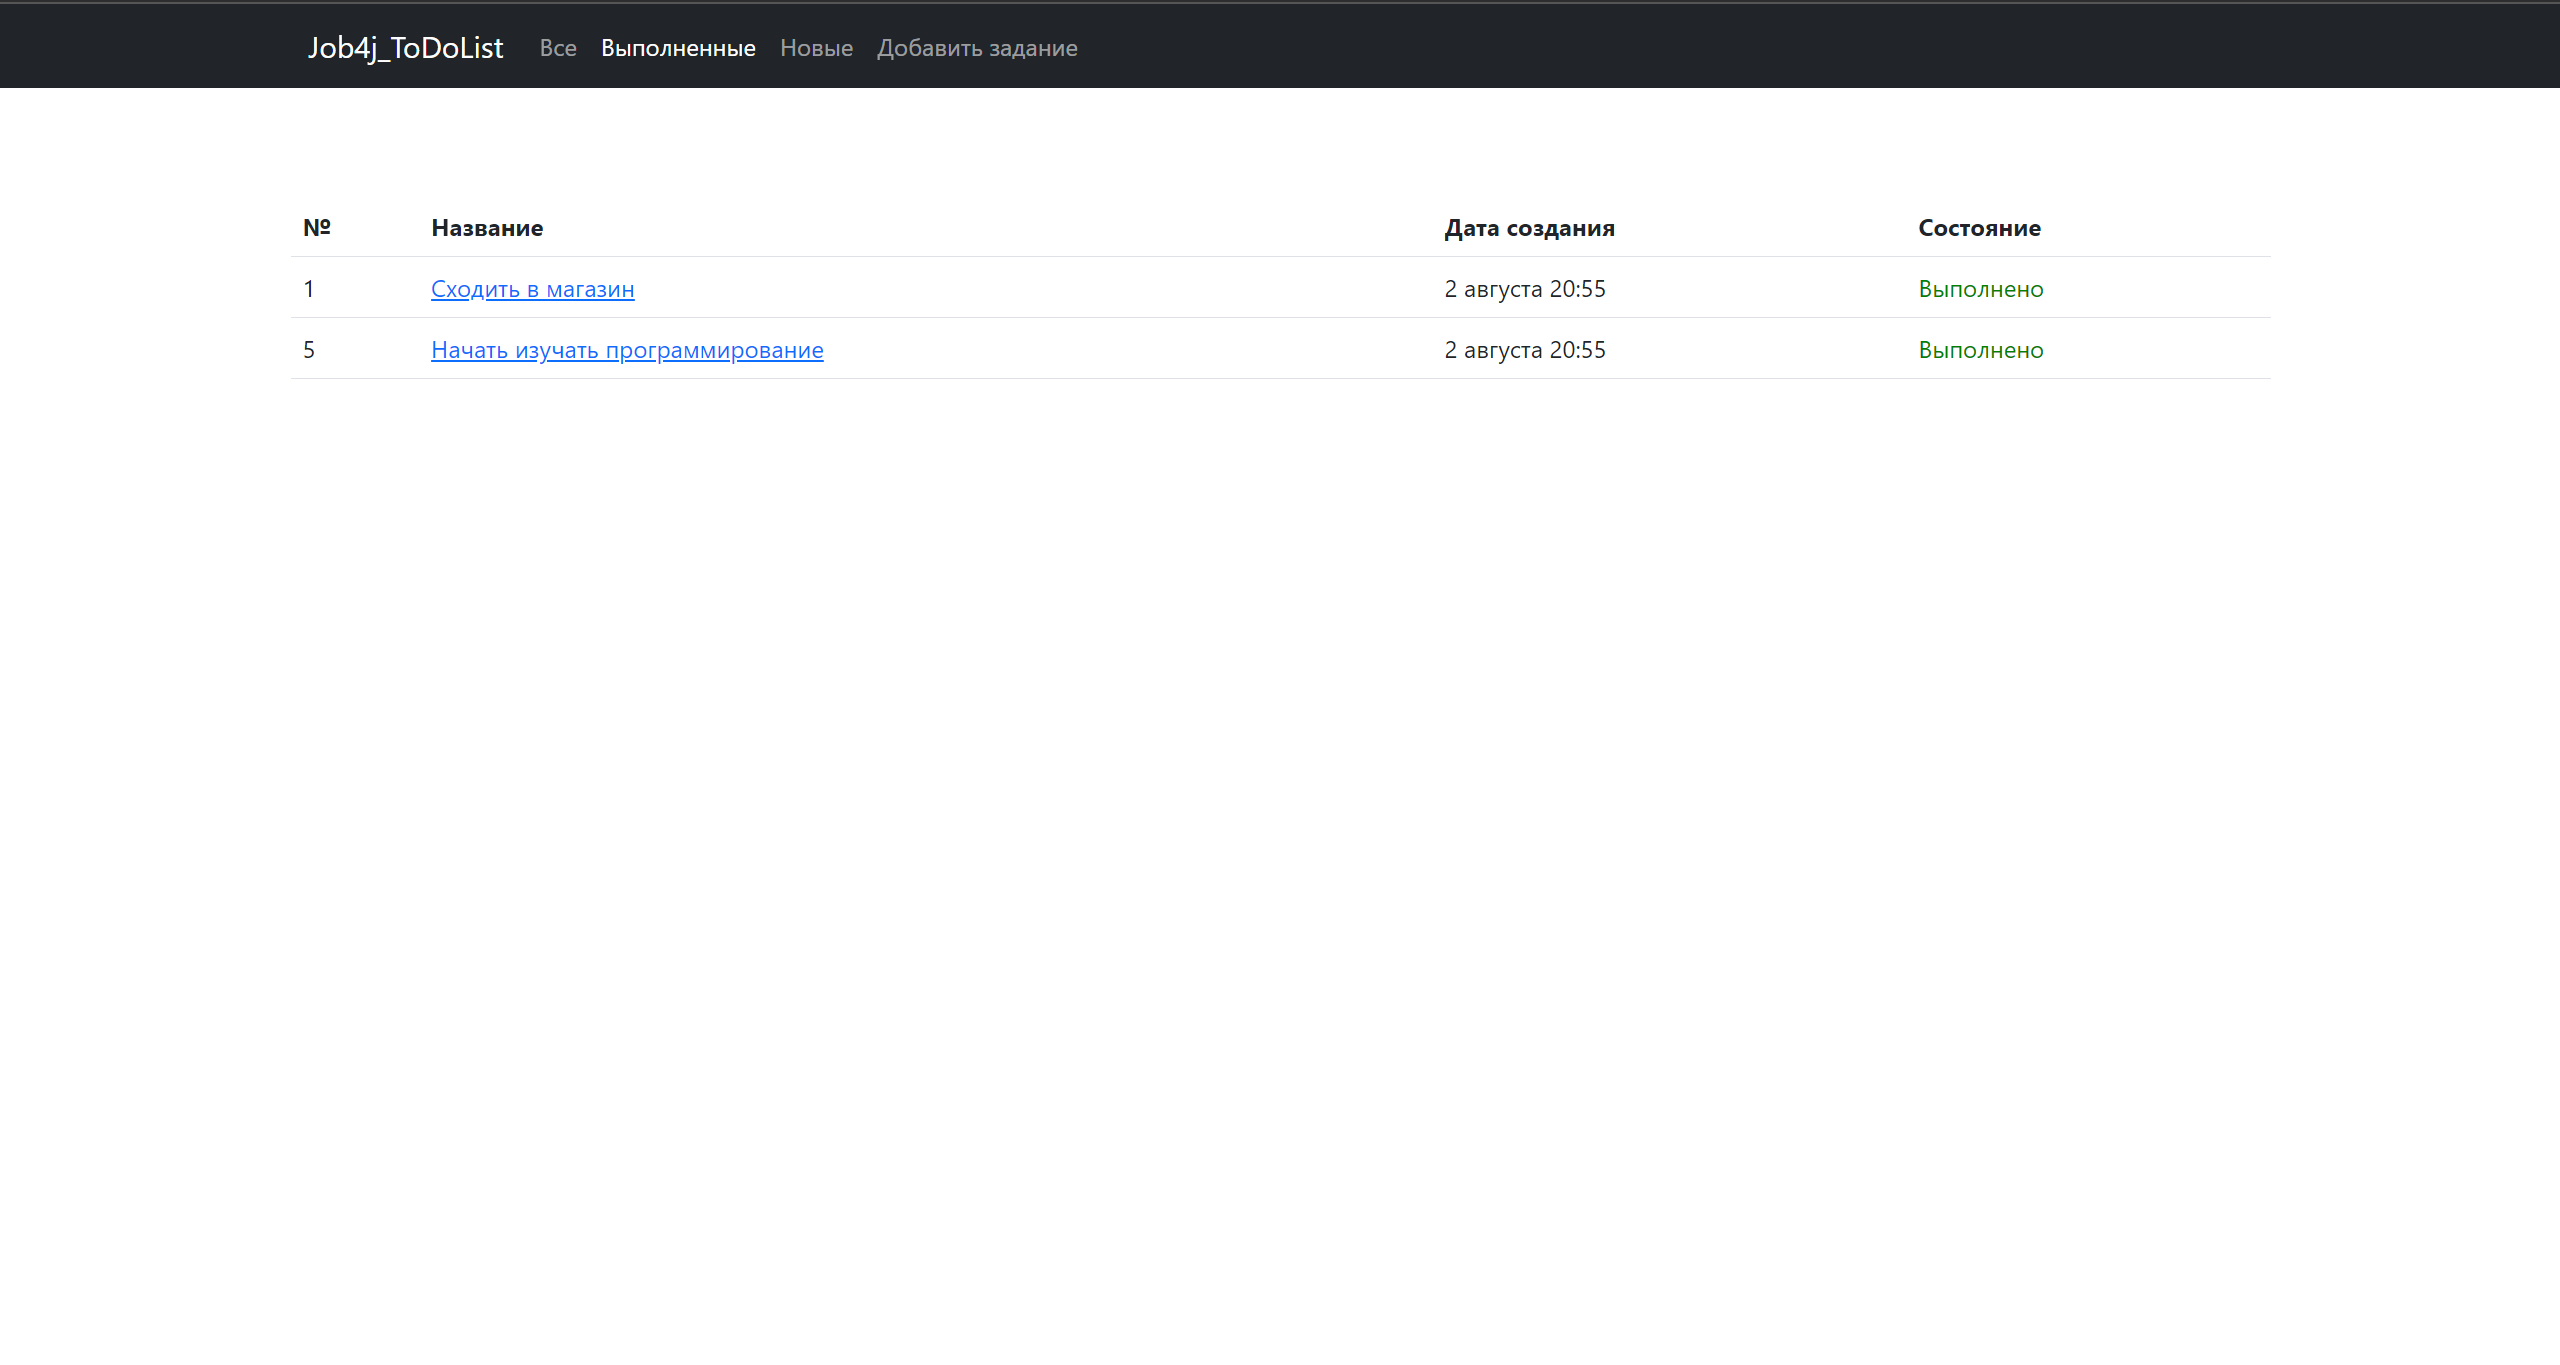 Job4j_ToDoList Все Выполненные Новые Добавить задание
№ Название Дата создания Состояние
1 Сходить в магазин 2 августа 20:55 Выполнено
5 Начать изучать программирование 2 августа 20:55 Выполнено